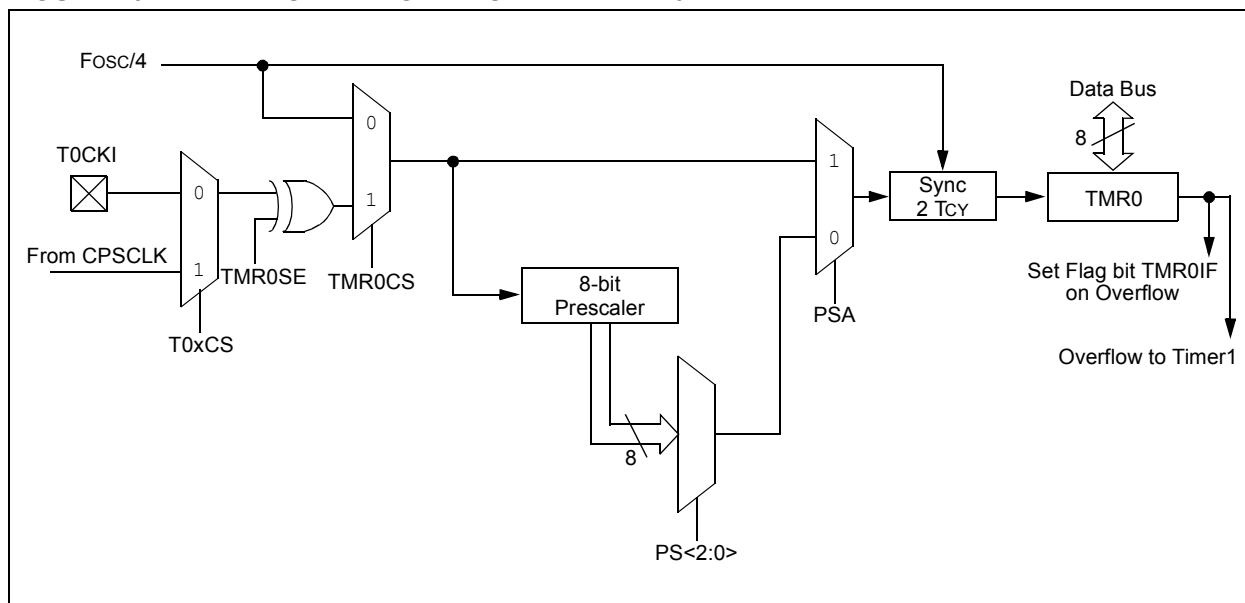 FOSC/4
Data Bus
8
T0CKI
0
1
0
1
Sync
2 TCY
TMR0
0
1
From CPSCLK
TMR0SE
TMR0CS
8-bit
Prescaler
PSA
Set Flag bit TMR0IF
on Overflow
T0xCS
Overflow to Timer1
8
PS<2:0>